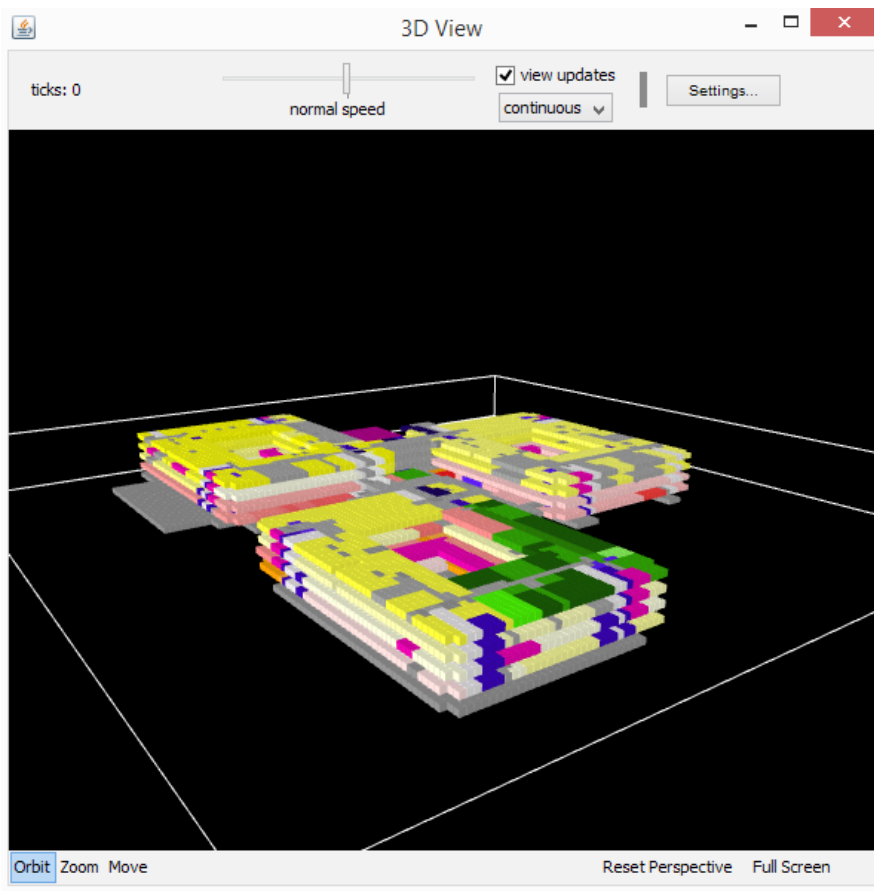 3D View
ticks: 0
normal speed
view updates
continuous
Settings...
Orbit Zoom Move
Reset Perspective Full Screen